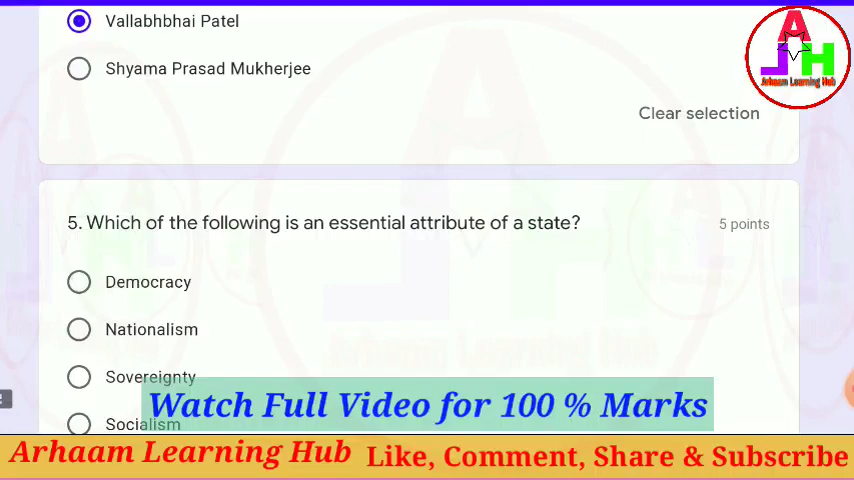 Vallabhbhai Patel
Shyama Prasad Mukherjee
A
J H
Arhaam Learning Hub
Clear selection
5. Which of the following is an essential attribute of a state?
5 points
Democracy
Nationalism
Sovereignty
Watch Full Video for 100 % Marks
Socialism
Arhaam Learning Hub Like, Comment, Share & Subscribe